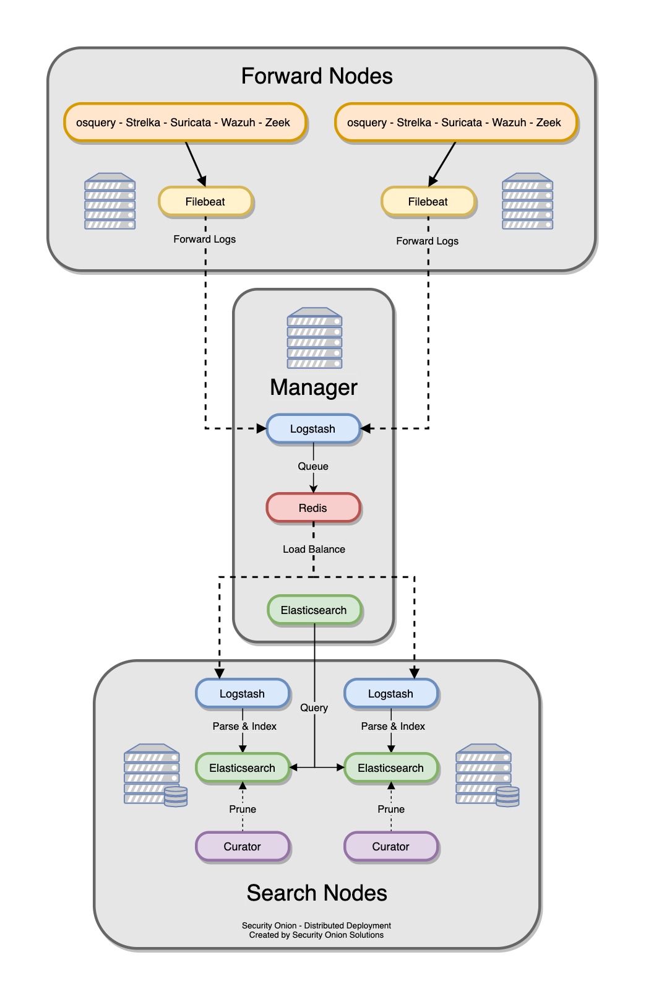 Forward Nodes
osquery - Strelka - Suricata - Wazuh - Zeek
osquery - Strelka - Suricata - Wazuh - Zeek
Filebeat
Filebeat
Forward Logs
Forward Logs
Manager
Logstash
Queue
Redis
Load Balance
Elasticsearch
Logstash
Logstash
Query
Parse & Index
Parse & Index
Elasticsearch
Elasticsearch
Prune
Prune
Curator
Curator
Search Nodes
Security Onion - Distributed Deployment
Created by Security Onion Solutions